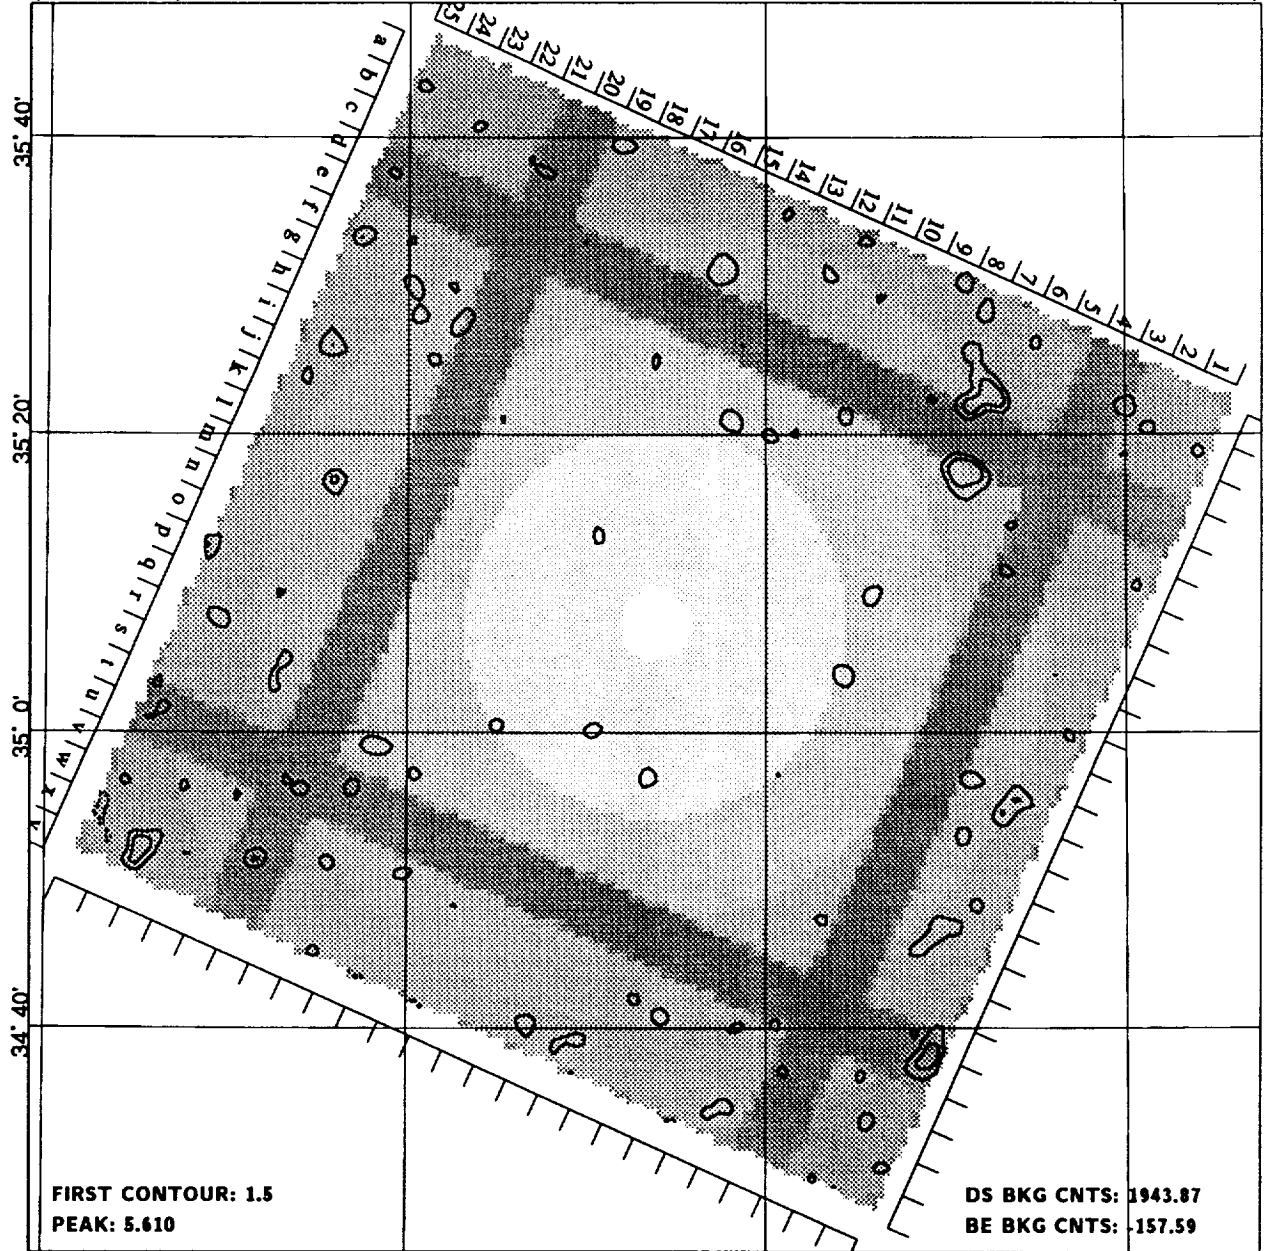 25 24 23 22 21 20 19 18 17 16 15 14 13 12 11 10 9 8 7 6 5 4 3 2 1
a b c d e f g h i j k l m n o p q r s t u v w x y
35° 40'
35° 20'
35° 0'
34° 40'
FIRST CONTOUR: 1.5
PEAK: 5.610
DS BKG CNTS: 1943.87
BE BKG CNTS: -157.59